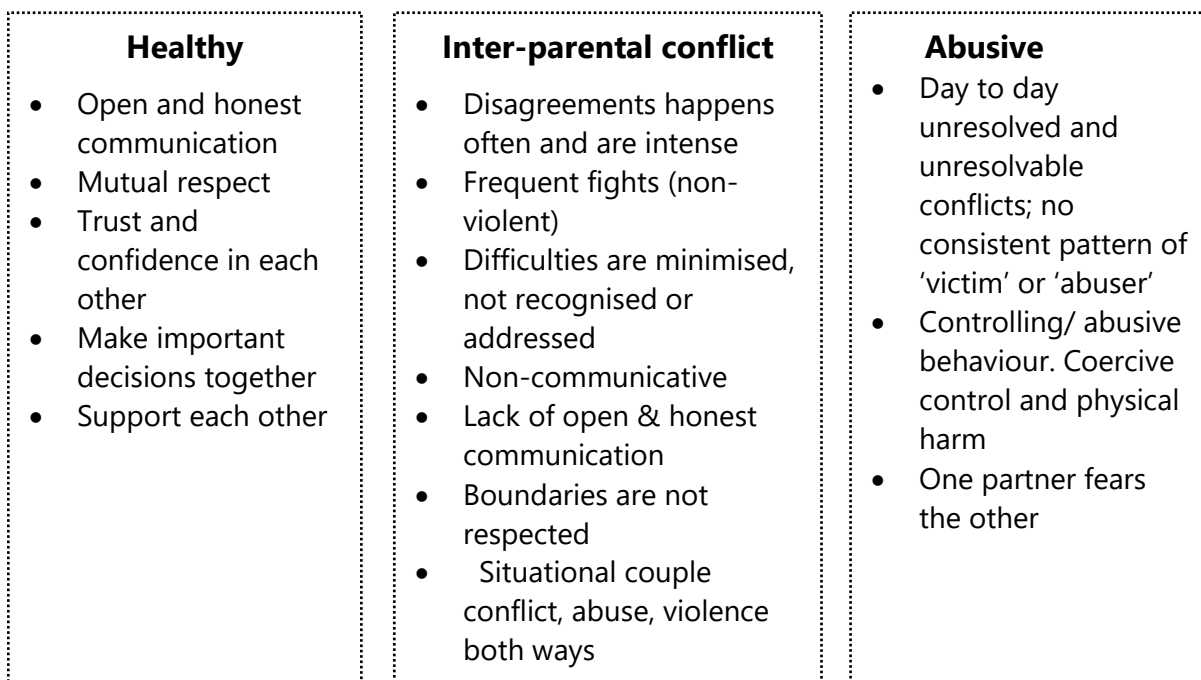 Healthy
• Open and honest
communication
• Mutual respect
• Trust and
confidence in each
other
• Make important
decisions together
• Support each other
Inter-parental conflict
• Disagreements happens
often and are intense
• Frequent fights (non-
violent)
• Difficulties are minimised,
not recognised or
addressed
• Non-communicative
• Lack of open & honest
communication
• Boundaries are not
respected
• Situational couple
conflict, abuse, violence
both ways
Abusive
• Day to day
unresolved and
unresolvable
conflicts; no
consistent pattern of
‘victim’ or ‘abuser’
• Controlling/ abusive
behaviour. Coercive
control and physical
harm
• One partner fears
the other